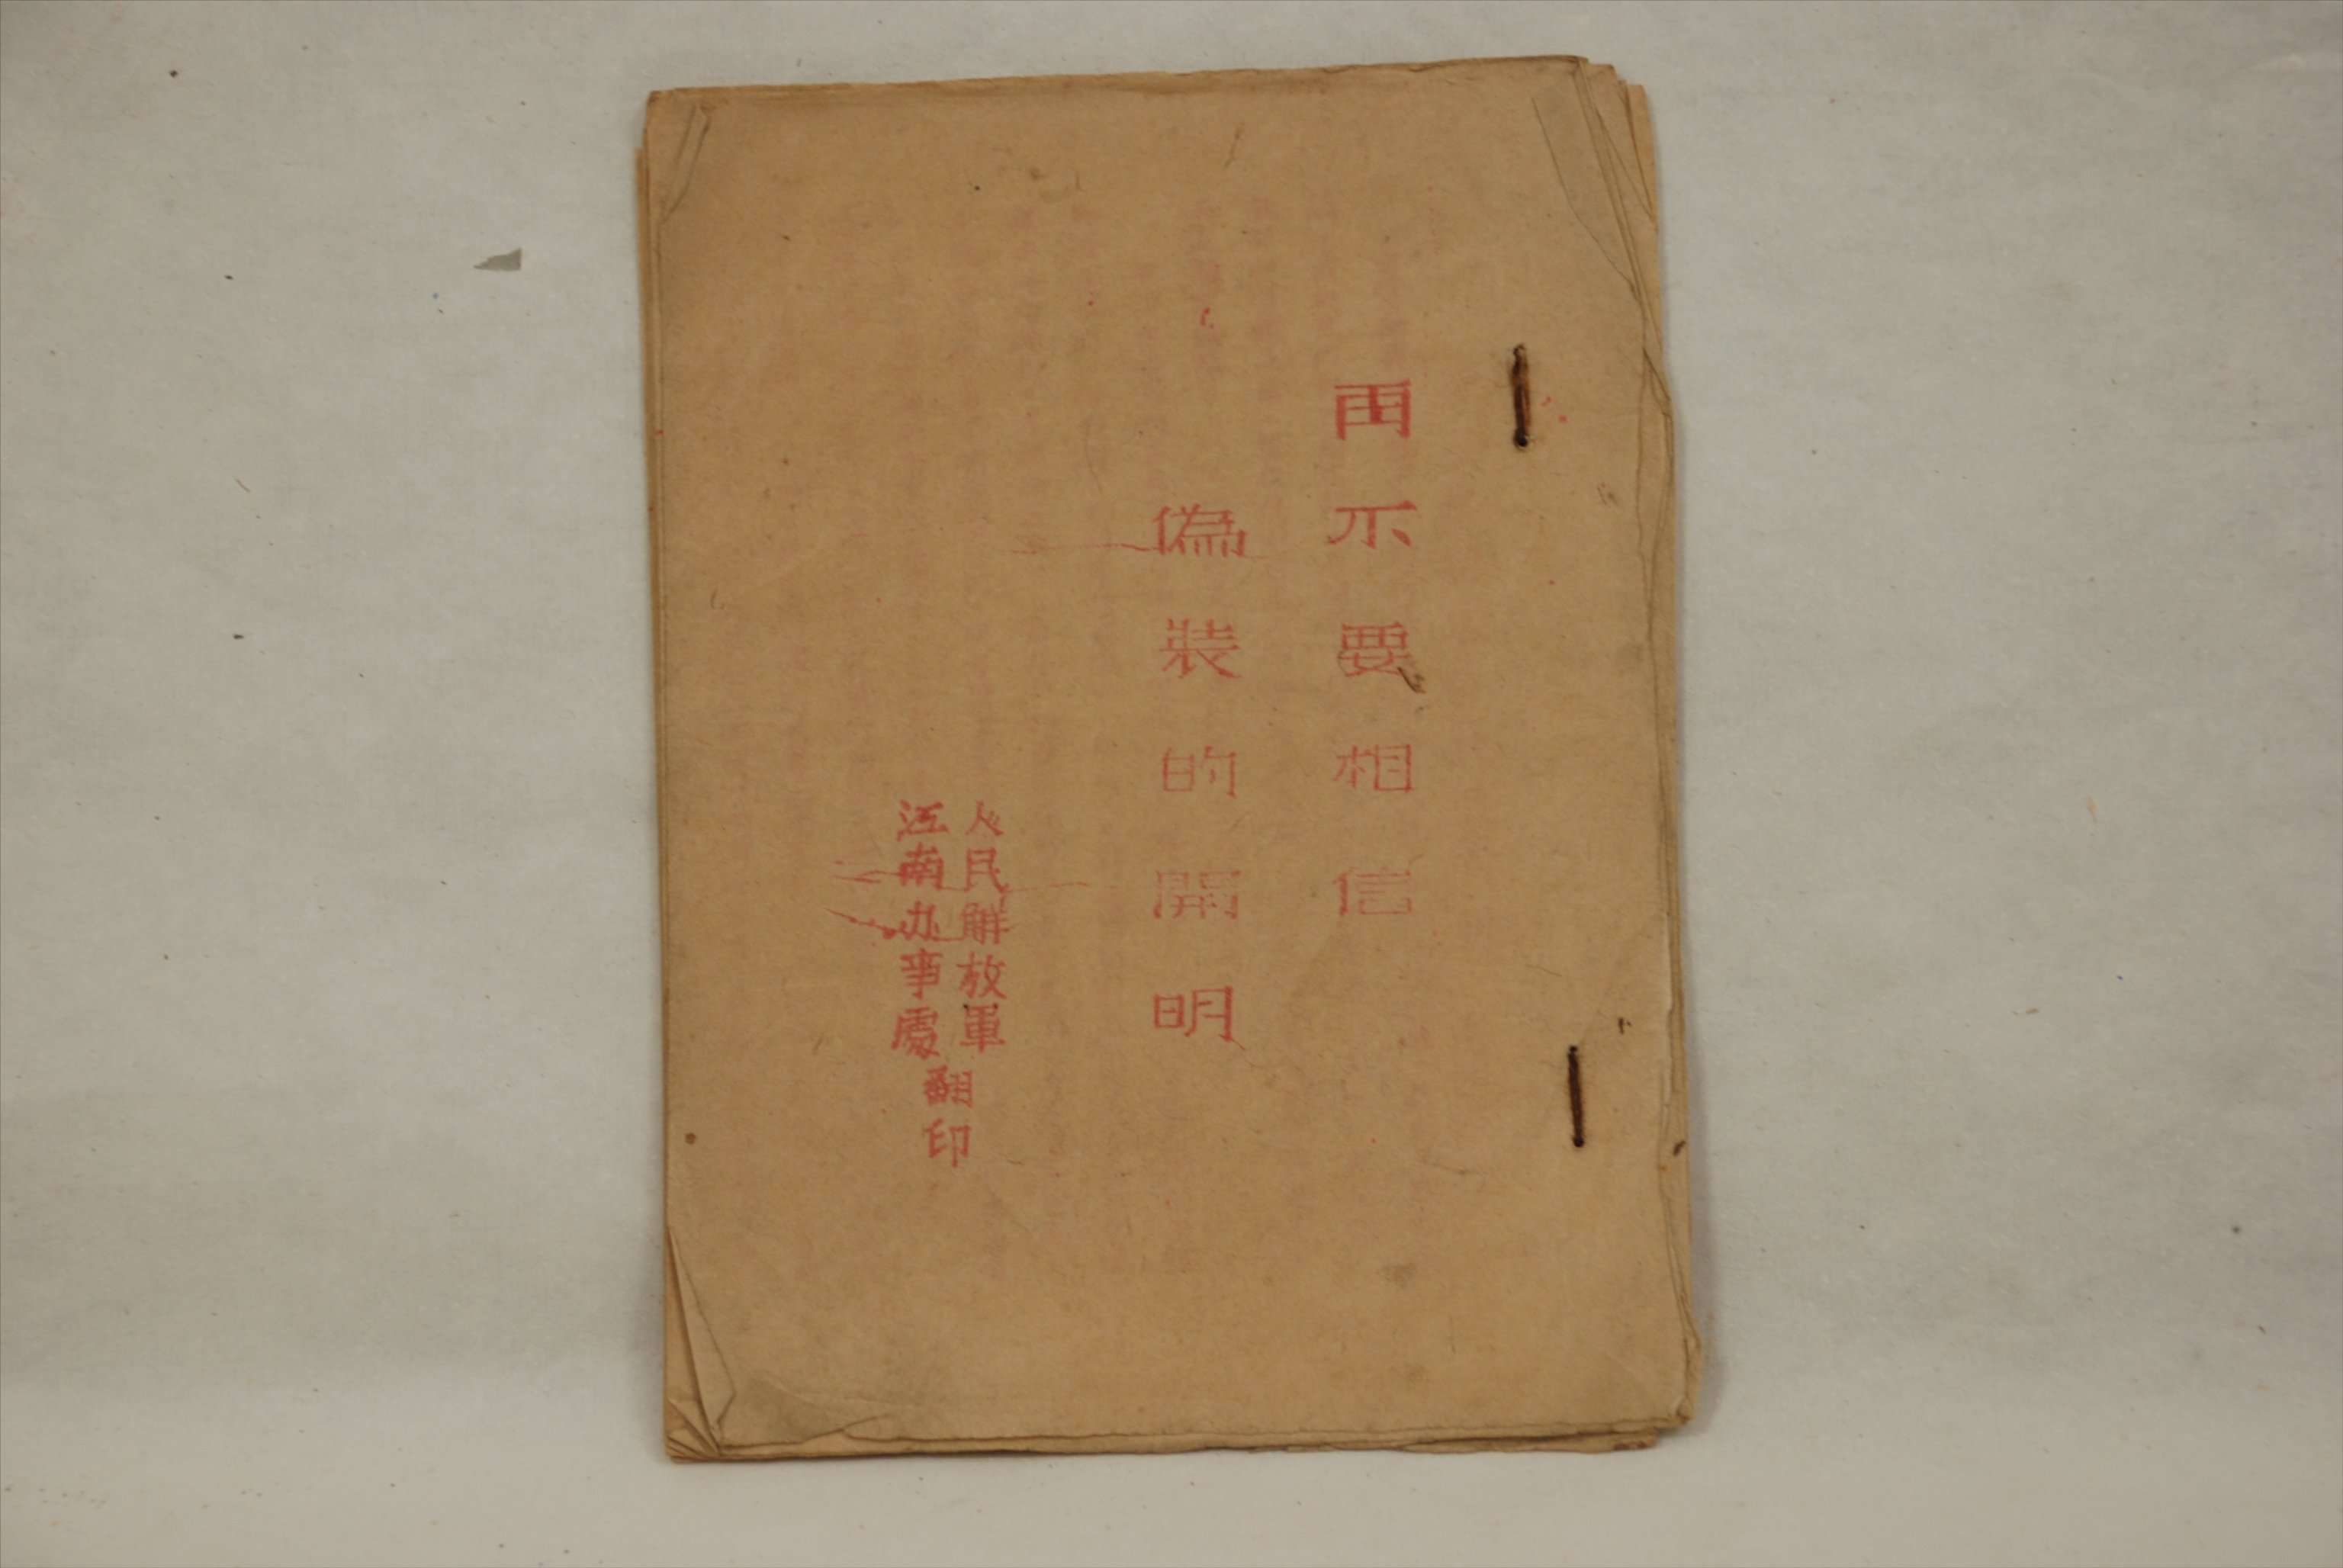 再不要相信
偽裝的開明
人民解放軍
江南办事處
翻印